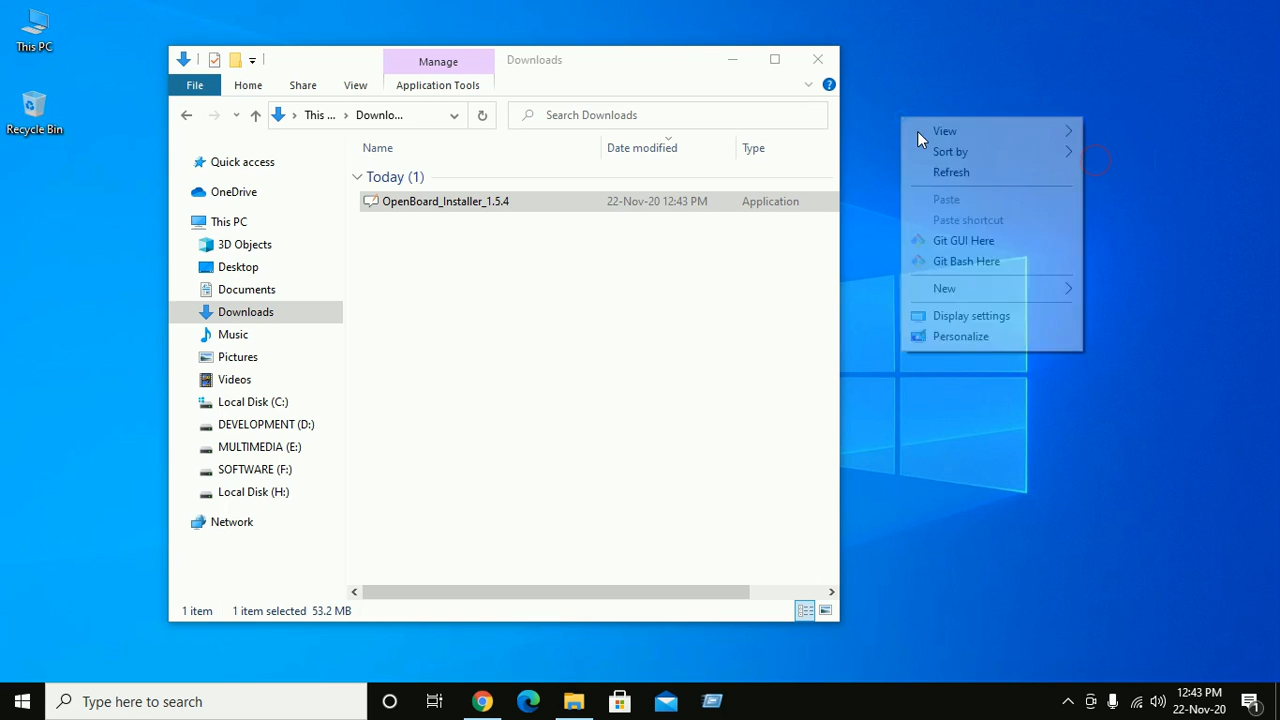 This PC
Recycle Bin
Manage
Downloads
File
Home
Share
View
Application Tools
This ...
Downlo...
Search Downloads
Name
Date modified
Type
Quick access
OneDrive
This PC
3D Objects
Desktop
Documents
Downloads
Music
Pictures
Videos
Local Disk (C:)
DEVELOPMENT (D:)
MULTIMEDIA (E:)
SOFTWARE (F:)
Local Disk (H:)
Network
Today (1)
OpenBoard_Installer_1.5.4
22-Nov-20 12:43 PM
Application
1 item
1 item selected 53.2 MB
View
Sort by
Refresh
Paste
Paste shortcut
Git GUI Here
Git Bash Here
New
Display settings
Personalize
Type here to search
12:43 PM
22-Nov-20
1